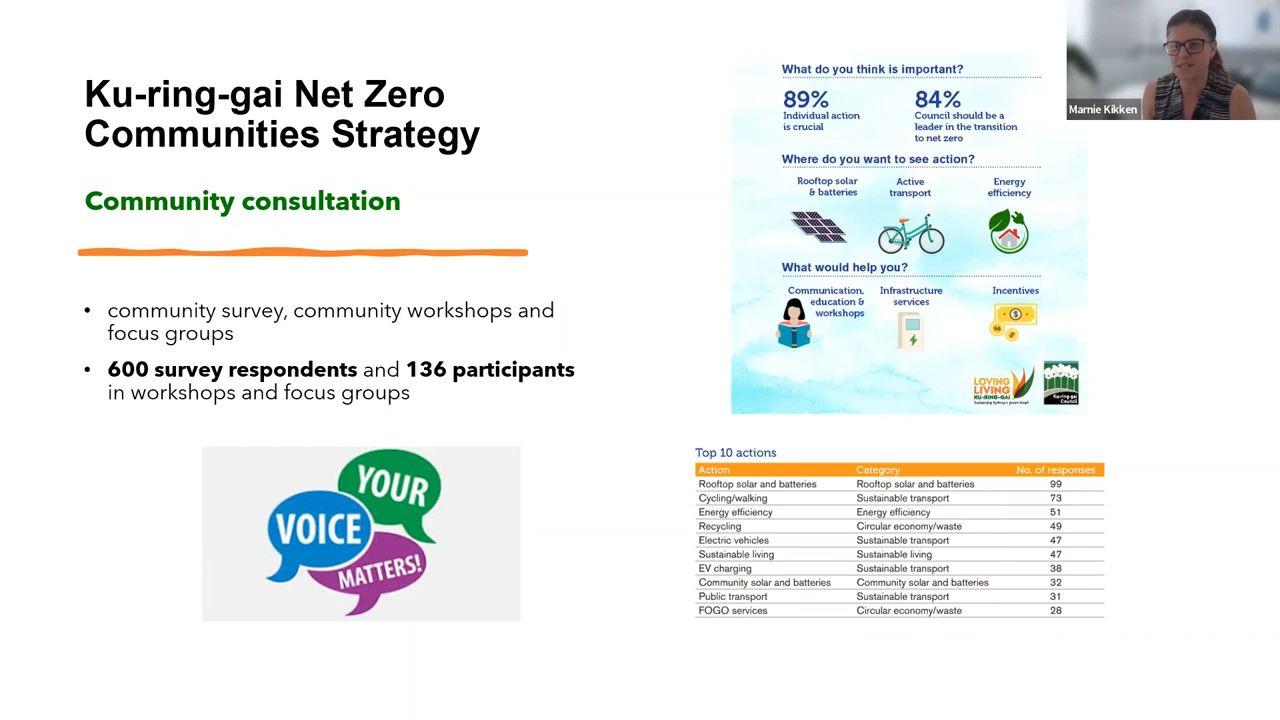 Ku-ring-gai Net Zero
Communities Strategy
Community consultation
• community survey, community workshops and
focus groups
• 600 survey respondents and 136 participants
in workshops and focus groups
YOUR
VOICE
MATTERS!
What do you think is important?
89%
Individual action
is crucial
84%
Council should be a
leader in the transition
to net zero
Where do you want to see action?
Rooftop solar
& batteries
Active
transport
Energy
efficiency
What would help you?
Communication,
education &
workshops
Infrastructure
services
Incentives
LOVING
LIVING
KU-RING-GAI
Sustaining Sydney's green heart
Ku-ring-gai
Council
Marnie Kikken
Top 10 actions
Action Category No. of responses
Rooftop solar and batteries Rooftop solar and batteries 99
Cycling/walking Sustainable transport 73
Energy efficiency Energy efficiency 51
Recycling Circular economy/waste 49
Electric vehicles Sustainable transport 47
Sustainable living Sustainable living 47
EV charging Sustainable transport 38
Community solar and batteries Community solar and batteries 32
Public transport Sustainable transport 31
FOGO services Circular economy/waste 28